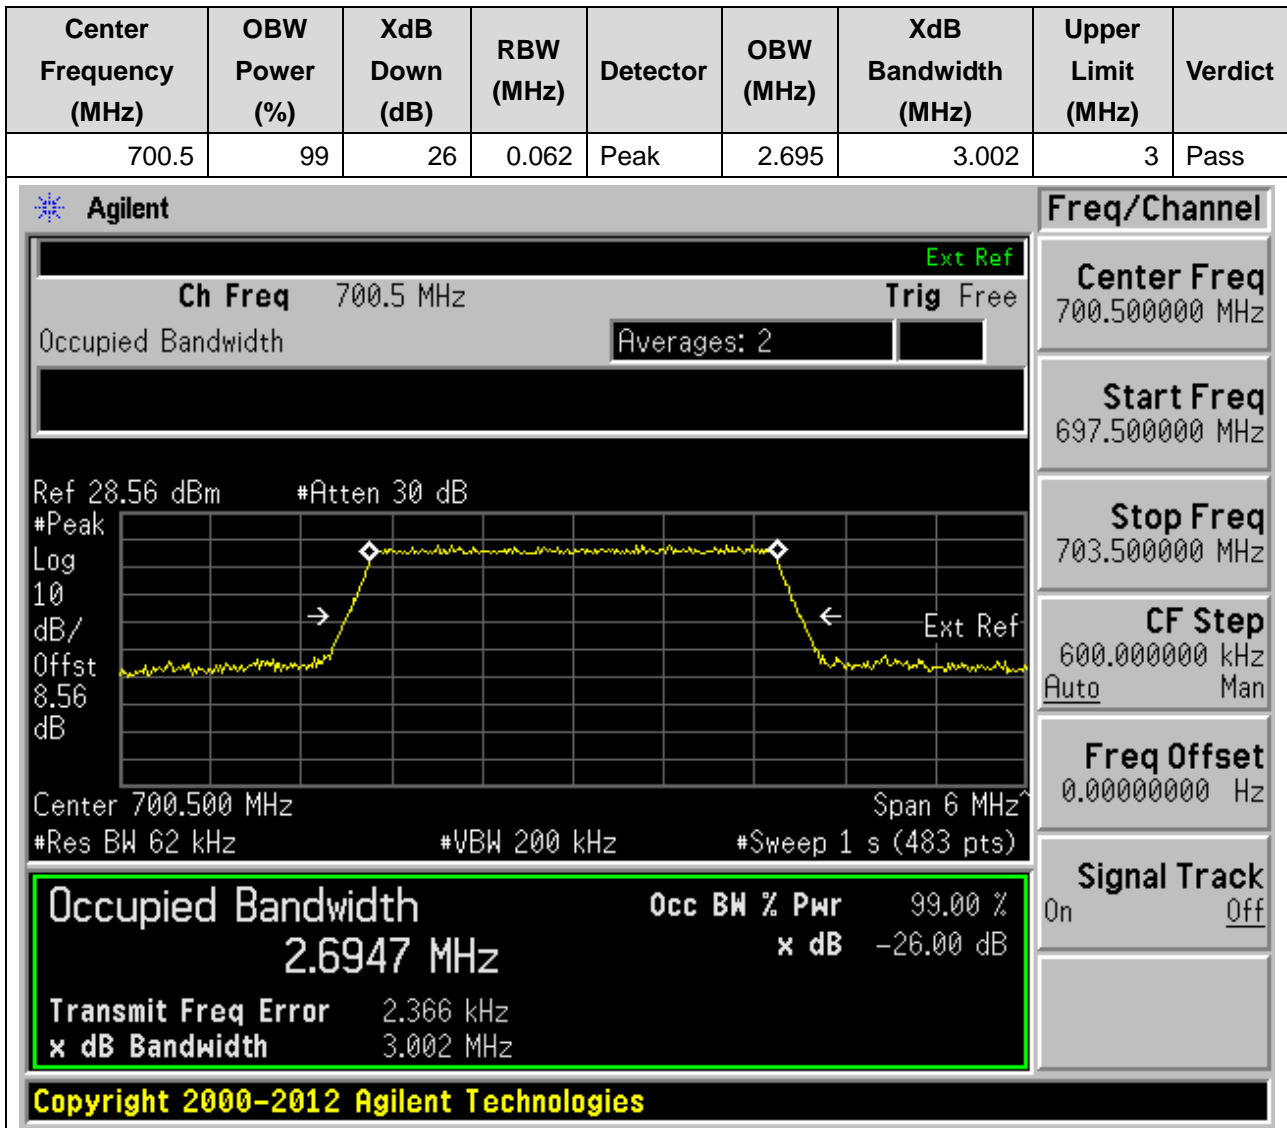 Center Frequency (MHz) OBW Power (%) XdB Down (dB) RBW (MHz) Detector OBW (MHz) XdB Bandwidth (MHz) Upper Limit (MHz) Verdict
700.5 99 26 0.062 Peak 2.695 3.002 3 Pass
Agilent
Freq/Channel
Ext Ref
Ch Freq 700.5 MHz Trig Free
Occupied Bandwidth Averages: 2
Center Freq
700.500000 MHz
Start Freq
697.500000 MHz
Stop Freq
703.500000 MHz
CF Step
600.000000 kHz
Auto Man
Freq Offset
0.00000000 Hz
Signal Track
On Off
Ref 28.56 dBm #Atten 30 dB
#Peak
Log
10
dB/
Offst
8.56
dB
Ext Ref
Center 700.500 MHz Span 6 MHz^
#Res BW 62 kHz #VBW 200 kHz #Sweep 1 s (483 pts)
Occupied Bandwidth Occ BW % Pwr 99.00 %
2.6947 MHz x dB -26.00 dB
Transmit Freq Error 2.366 kHz
x dB Bandwidth 3.002 MHz
Copyright 2000-2012 Agilent Technologies